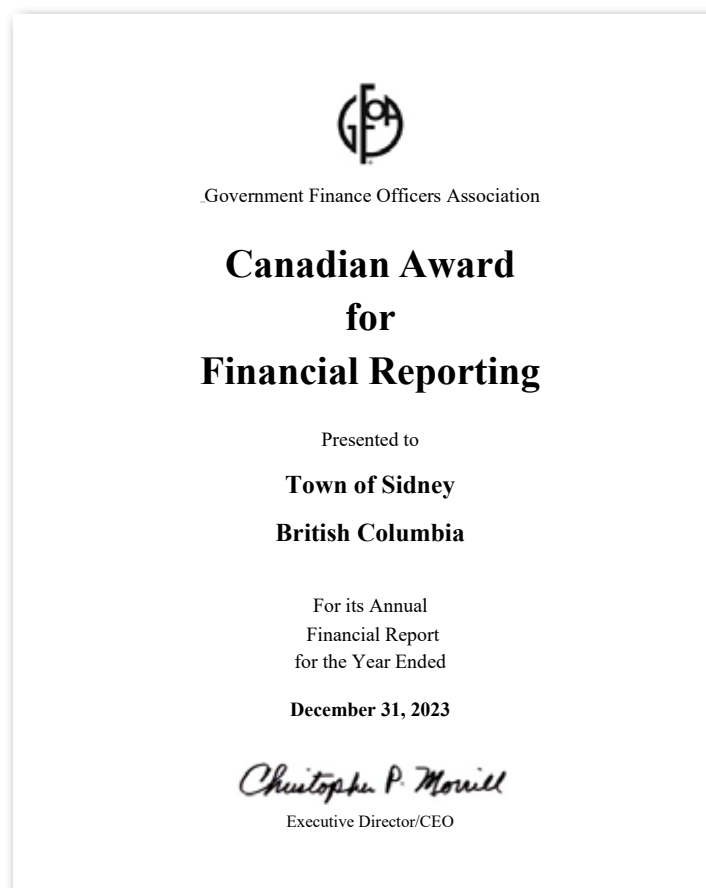 GFOA
Government Finance Officers Association
Canadian Award
for
Financial Reporting
Presented to
Town of Sidney
British Columbia
For its Annual
Financial Report
for the Year Ended
December 31, 2023
Christopher P. Morrill
Executive Director/CEO